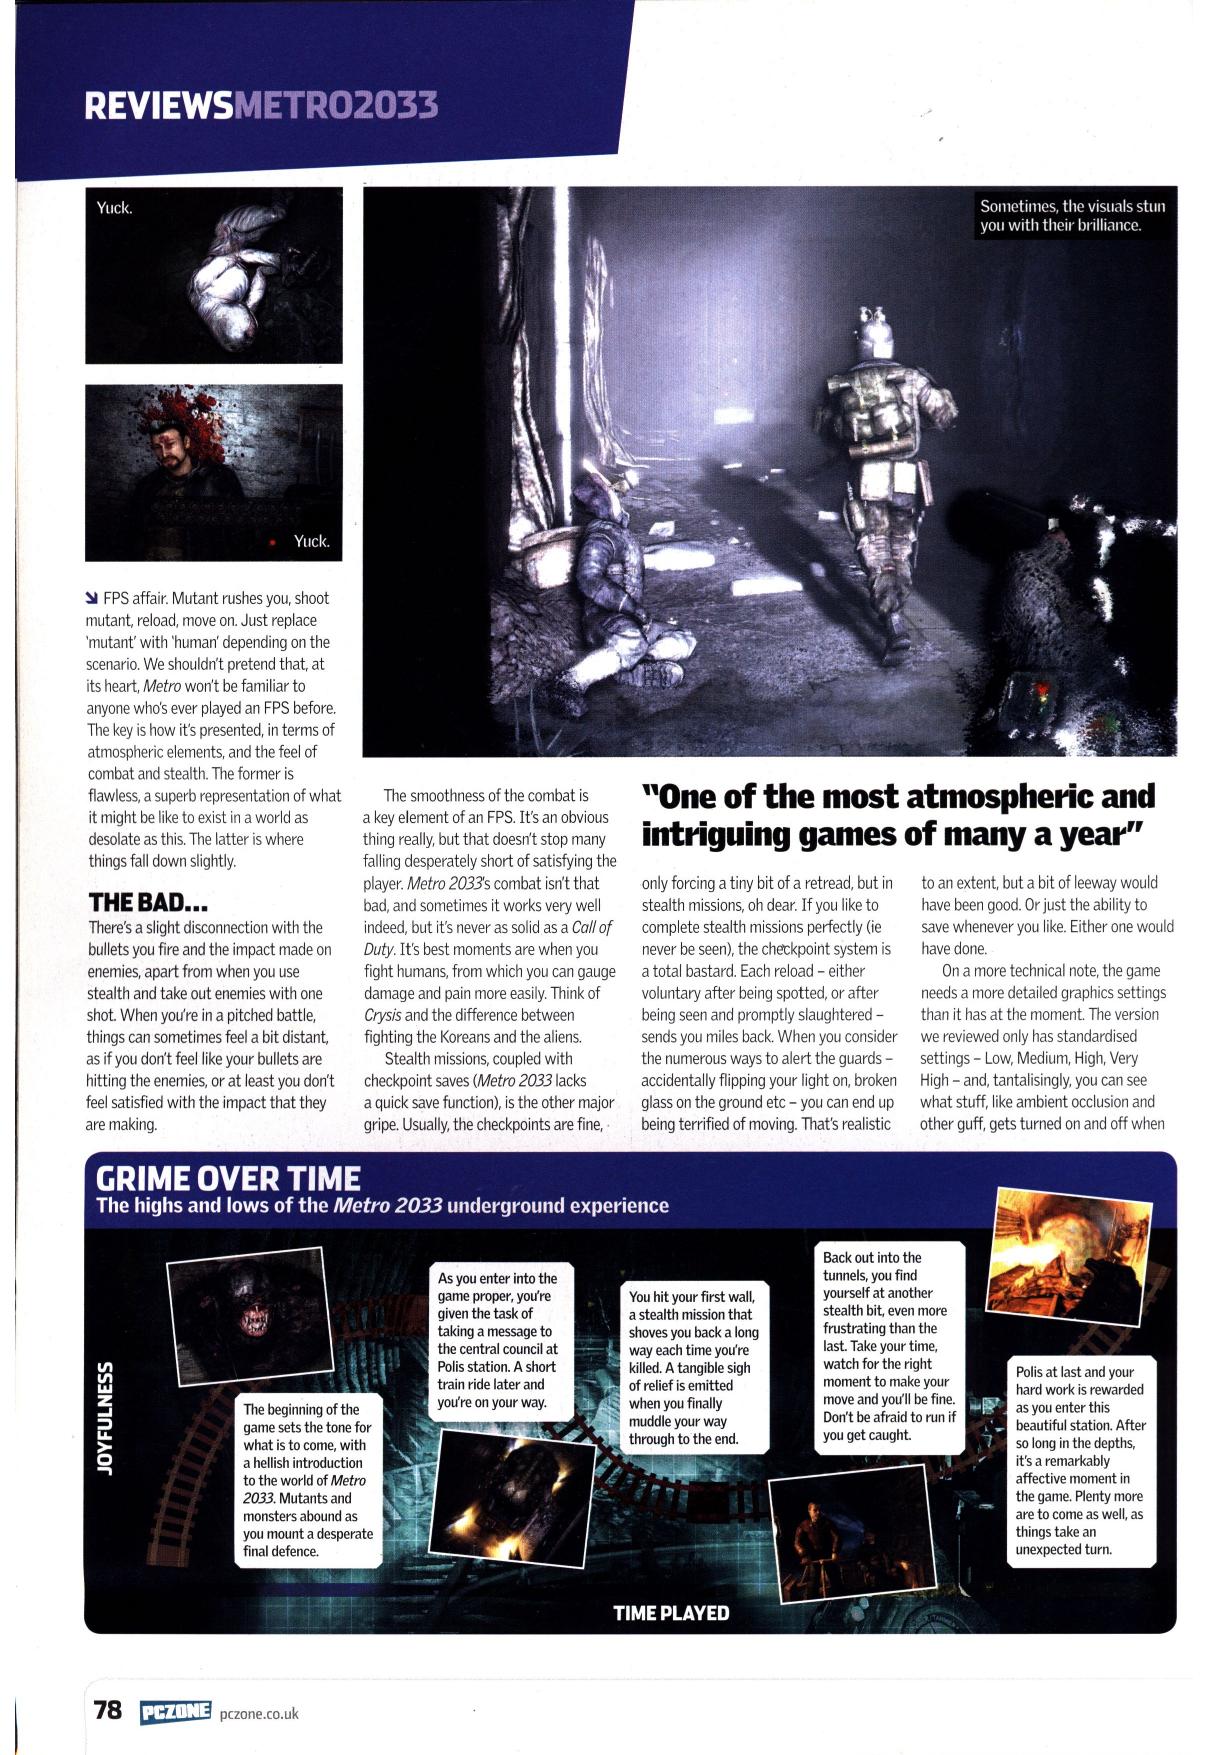 REVIEWSMETRO2033
Yuck.
Sometimes, the visuals stun
you with their brilliance.
Yuck.
FPS affair. Mutant rushes you, shoot
mutant, reload, move on. Just replace
‘mutant’ with ‘human’ depending on the
scenario. We shouldn’t pretend that, at
its heart, Metro won’t be familiar to
anyone who’s ever played an FPS before.
The key is how it’s presented, in terms of
atmospheric elements, and the feel of
combat and stealth. The former is
flawless, a superb representation of what
it might be like to exist in a world as
desolate as this. The latter is where
things fall down slightly.
THE BAD...
There’s a slight disconnection with the
bullets you fire and the impact made on
enemies, apart from when you use
stealth and take out enemies with one
shot. When you’re in a pitched battle,
things can sometimes feel a bit distant,
as if you don’t feel like your bullets are
hitting the enemies, or at least you don’t
feel satisfied with the impact that they
are making.
The smoothness of the combat is
a key element of an FPS. It’s an obvious
thing really, but that doesn’t stop many
falling desperately short of satisfying the
player. Metro 2033’s combat isn’t that
bad, and sometimes it works very well
indeed, but it’s never as solid as a Call of
Duty. It’s best moments are when you
fight humans, from which you can gauge
damage and pain more easily. Think of
Crysis and the difference between
fighting the Koreans and the aliens.
Stealth missions, coupled with
checkpoint saves (Metro 2033 lacks
a quick save function), is the other major
gripe. Usually, the checkpoints are fine,
“One of the most atmospheric and
intriguing games of many a year”
only forcing a tiny bit of a retread, but in
stealth missions, oh dear. If you like to
complete stealth missions perfectly (ie
never be seen), the checkpoint system is
a total bastard. Each reload – either
voluntary after being spotted, or after
being seen and promptly slaughtered –
sends you miles back. When you consider
the numerous ways to alert the guards –
accidentally flipping your light on, broken
glass on the ground etc – you can end up
being terrified of moving. That’s realistic
to an extent, but a bit of leeway would
have been good. Or just the ability to
save whenever you like. Either one would
have done.
On a more technical note, the game
needs a more detailed graphics settings
than it has at the moment. The version
we reviewed only has standardised
settings – Low, Medium, High, Very
High – and, tantalisingly, you can see
what stuff, like ambient occlusion and
other guff, gets turned on and off when
GRIME OVER TIME
The highs and lows of the Metro 2033 underground experience
JOYFULNESS
The beginning of the
game sets the tone for
what is to come, with
a hellish introduction
to the world of Metro
2033. Mutants and
monsters abound as
you mount a desperate
final defence.
As you enter into the
game proper, you’re
given the task of
taking a message to
the central council at
Polis station. A short
train ride later and
you’re on your way.
You hit your first wall,
a stealth mission that
shoves you back a long
way each time you’re
killed. A tangible sigh
of relief is emitted
when you finally
muddle your way
through to the end.
Back out into the
tunnels, you find
yourself at another
stealth bit, even more
frustrating than the
last. Take your time,
watch for the right
moment to make your
move and you’ll be fine.
Don’t be afraid to run if
you get caught.
Polis at last and your
hard work is rewarded
as you enter this
beautiful station. After
so long in the depths,
it’s a remarkably
affective moment in
the game. Plenty more
are to come as well, as
things take an
unexpected turn.
TIME PLAYED
78 PCZONE pczone.co.uk